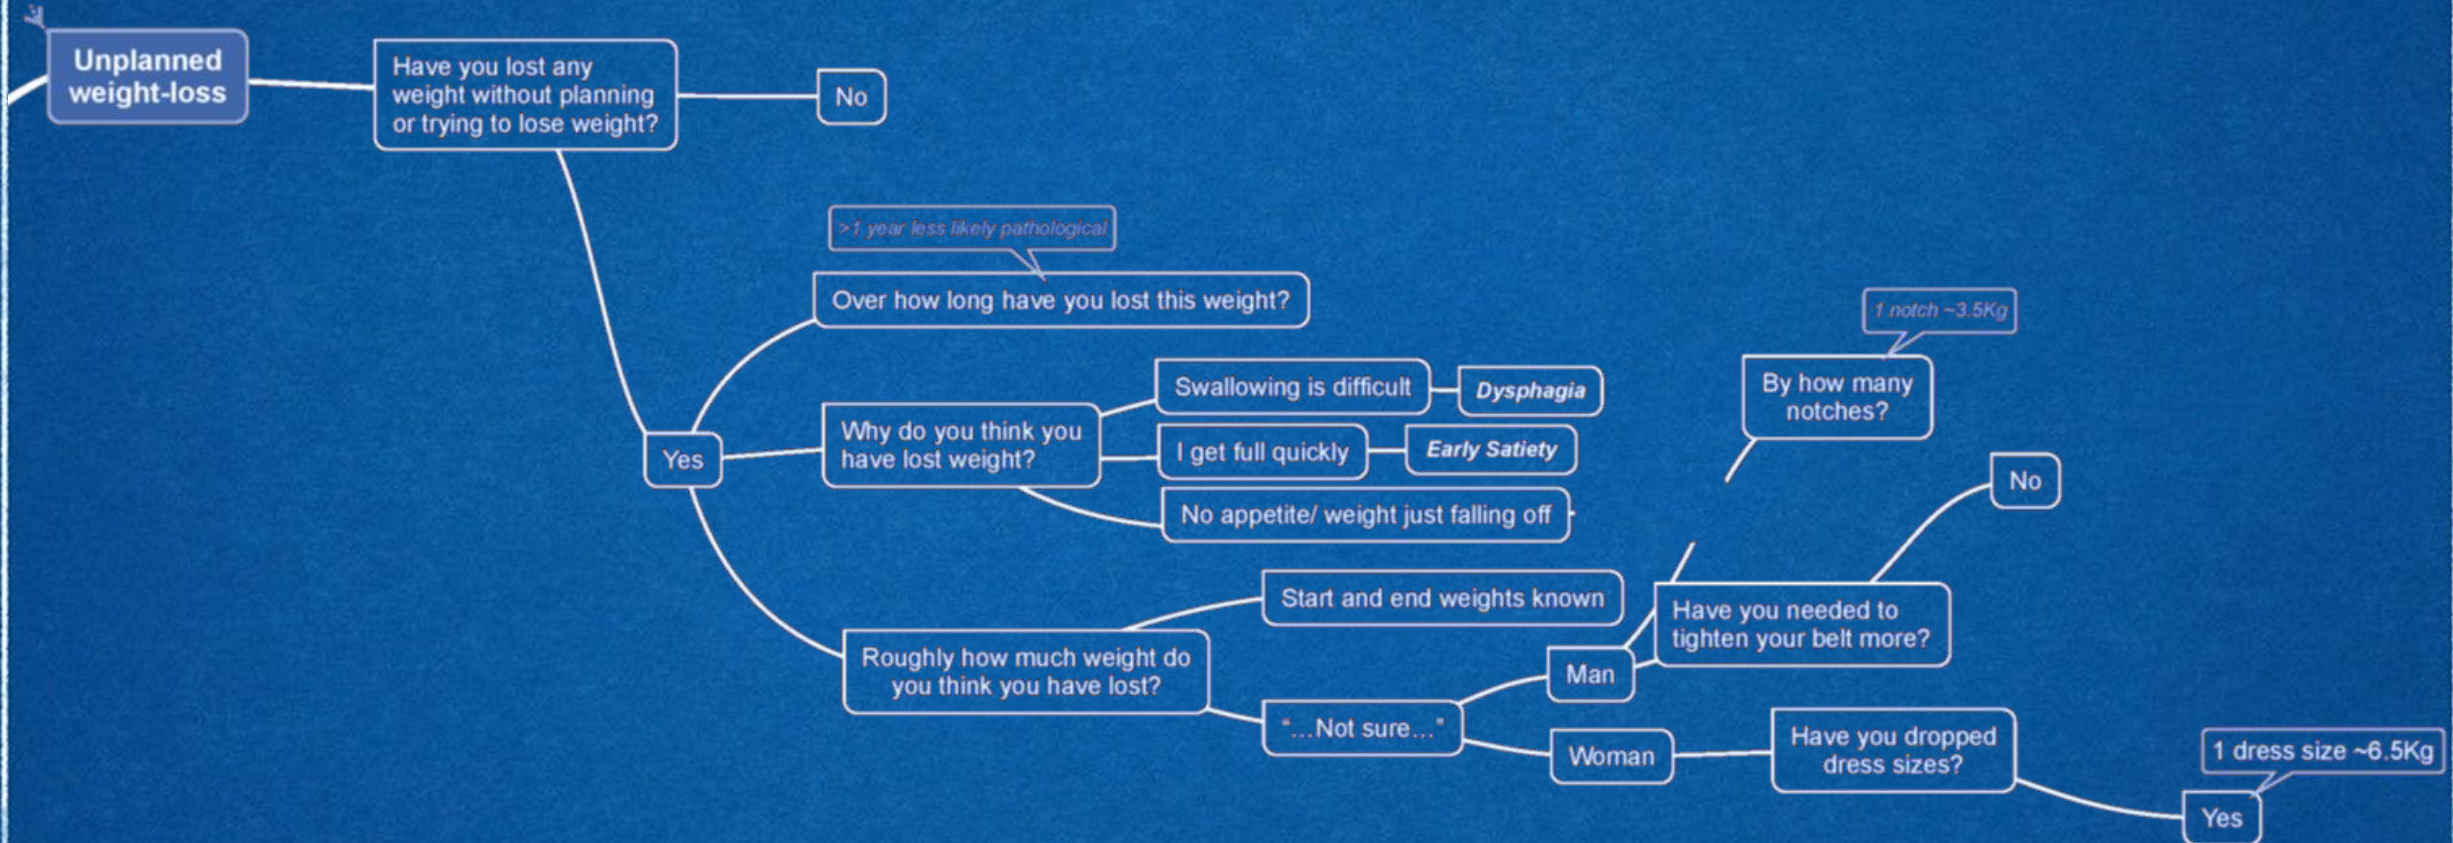 Unplanned
weight-loss
Have you lost any
weight without planning
or trying to lose weight?
No
>1 year less likely pathological
Over how long have you lost this weight?
Yes
Why do you think you
have lost weight?
Swallowing is difficult
Dysphagia
I get full quickly
Early Satiety
No appetite/ weight just falling off
Roughly how much weight do
you think you have lost?
Start and end weights known
"...Not sure..."
Man
Have you needed to
tighten your belt more?
By how many
notches?
1 notch ~3.5Kg
No
Woman
Have you dropped
dress sizes?
1 dress size ~6.5Kg
Yes